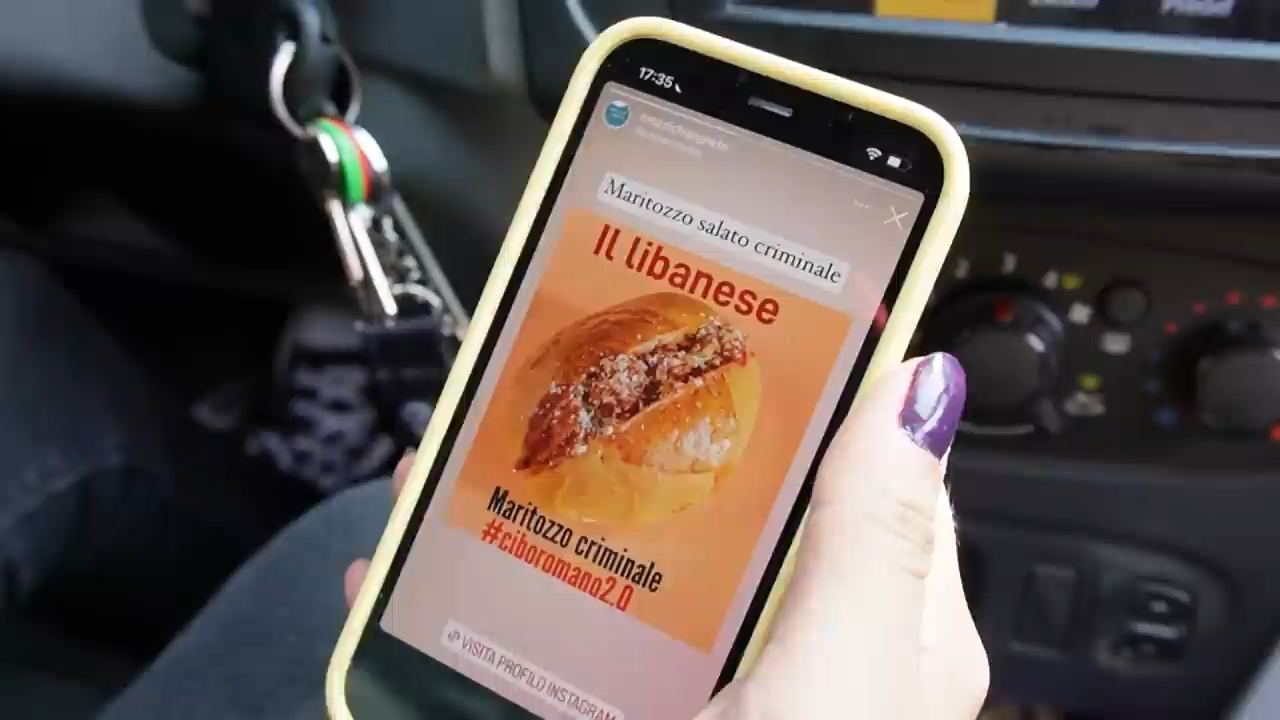 17:35
Maritozzo salato criminale
Il libanese
Maritozzo criminale
#ciboromano2.0
VISITA PROFILO INSTAGRAM